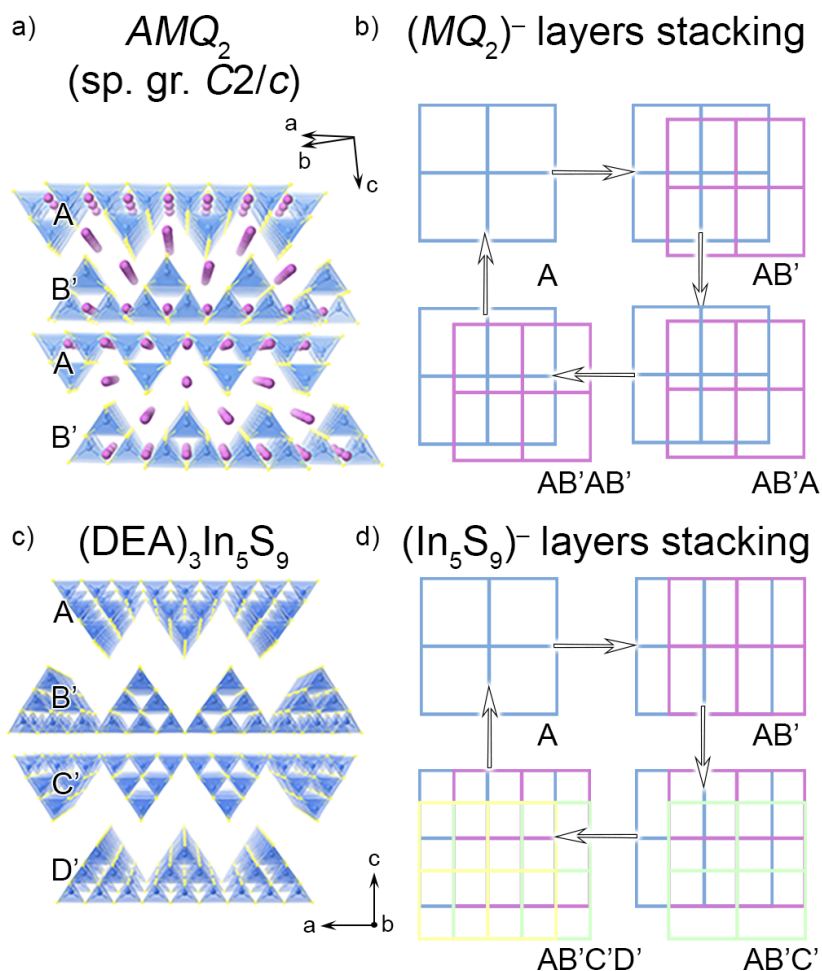 a) AMQ₂
(sp. gr. C2/c)
a
b
c
A
B'
A
B'
b) (MQ₂)⁻ layers stacking
A
AB'
AB'AB'
AB'A
c) (DEA)₃In₅S₉
A
B'
C'
D'
c
a
b
d) (In₅S₉)⁻ layers stacking
A
AB'
AB'C'D'
AB'C'